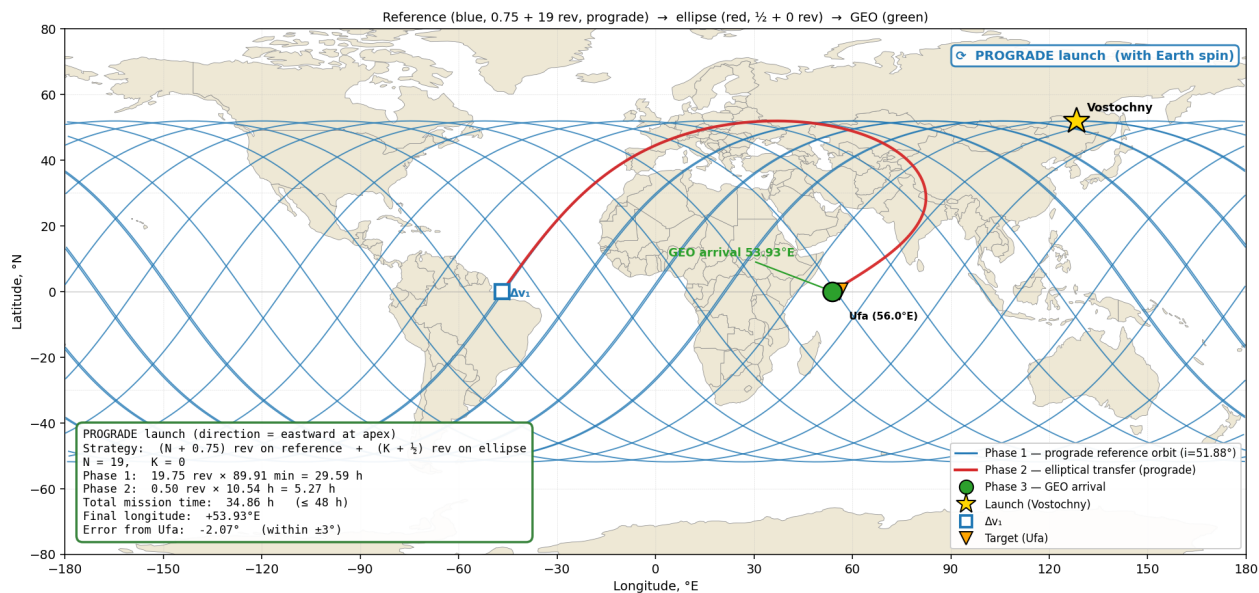 Reference (blue, 0.75 + 19 rev, prograde) → ellipse (red, ½ + 0 rev) → GEO (green)
⟳ PROGRADE launch (with Earth spin)
Vostochny
GEO arrival 53.93°E
Δv₁
Ufa (56.0°E)
PROGRADE launch (direction = eastward at apex)
Strategy: (N + 0.75) rev on reference + (K + ½) rev on ellipse
N = 19, K = 0
Phase 1: 19.75 rev × 89.91 min = 29.59 h
Phase 2: 0.50 rev × 10.54 h = 5.27 h
Total mission time: 34.86 h (≤ 48 h)
Final longitude: +53.93°E
Error from Ufa: -2.07° (within ±3°)
Phase 1 — prograde reference orbit (i=51.88°)
Phase 2 — elliptical transfer (prograde)
Phase 3 — GEO arrival
Launch (Vostochny)
Δv₁
Target (Ufa)
80
60
40
20
0
−20
−40
−60
−80
Latitude, °N
−180 −150 −120 −90 −60 −30 0 30 60 90 120 150 180
Longitude, °E